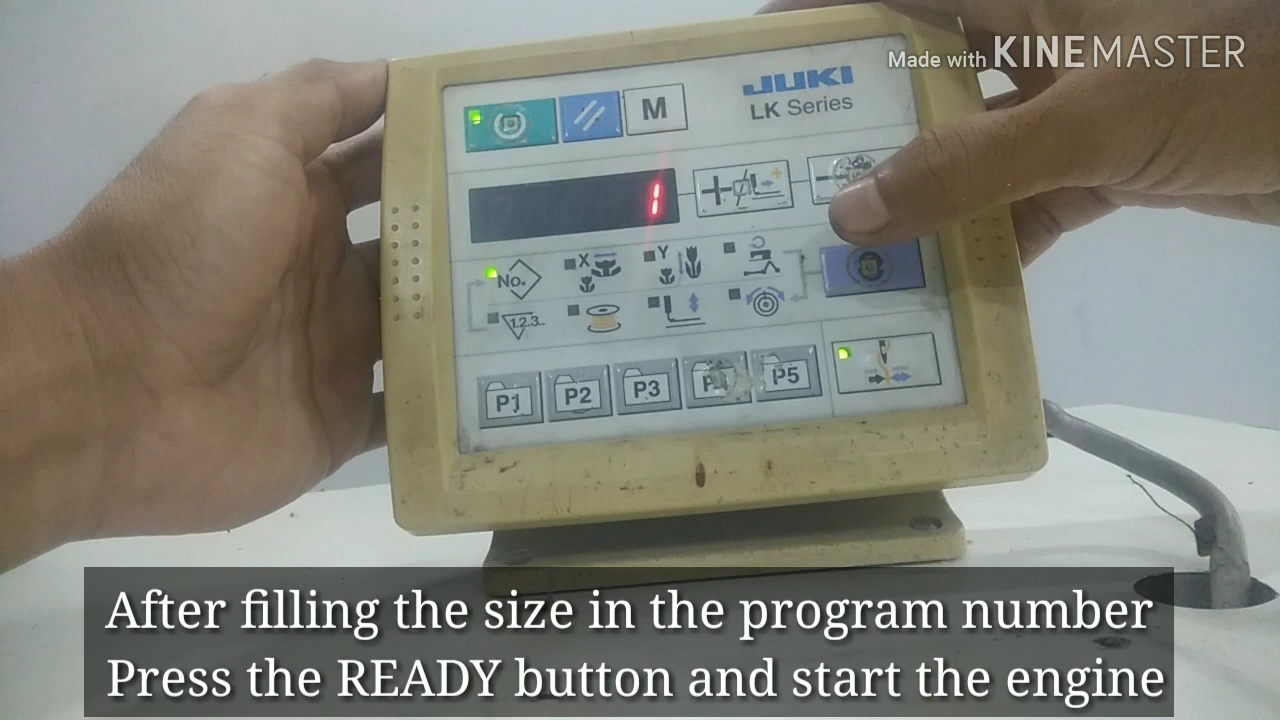 Made with KINEMASTER
JUKI
LK Series
M
1
No.
X
Y
1.2.3..
P1 P2 P3 P4 P5
After filling the size in the program number
Press the READY button and start the engine